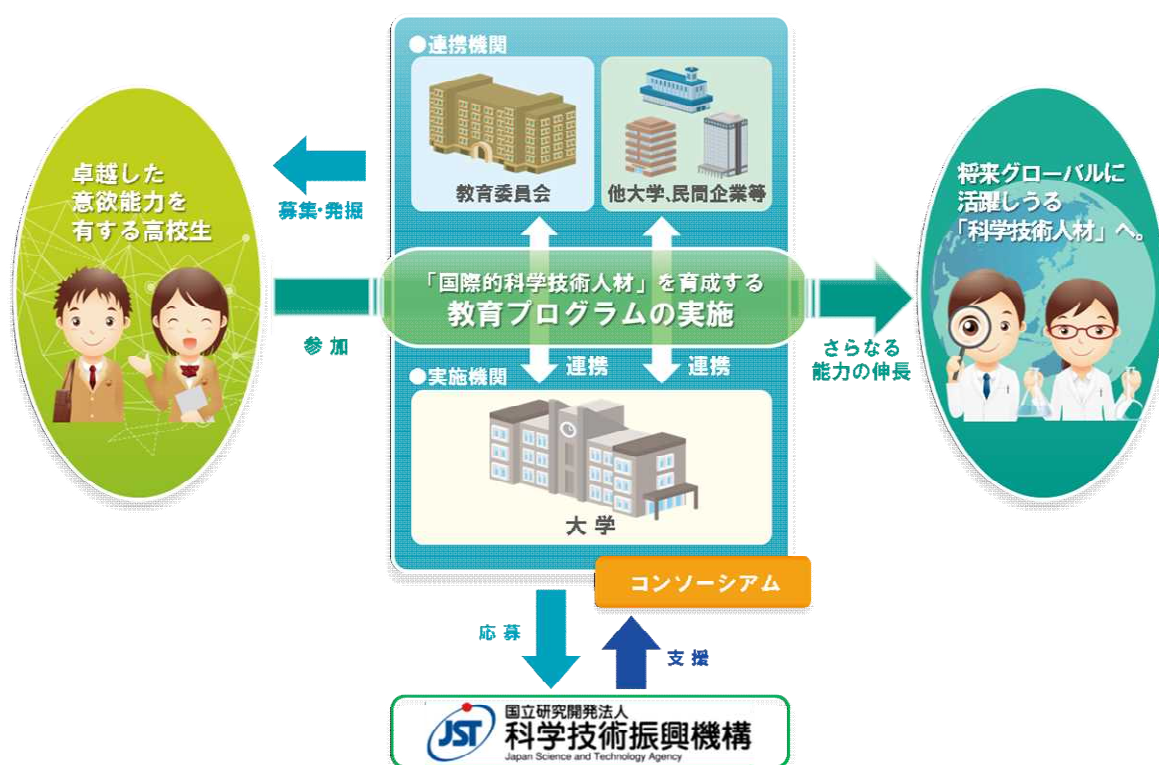 ●連携機関
教育委員会
他大学、民間企業等
募集・発掘
卓越した
意欲能力を
有する高校生
参加
「国際的科学技術人材」を育成する
教育プログラムの実施
連携
連携
さらなる
能力の伸長
将来グローバルに
活躍しうる
「科学技術人材」へ。
●実施機関
大学
コンソーシアム
応募
支援
JST
国立研究開発法人
科学技術振興機構
Japan Science and Technology Agency